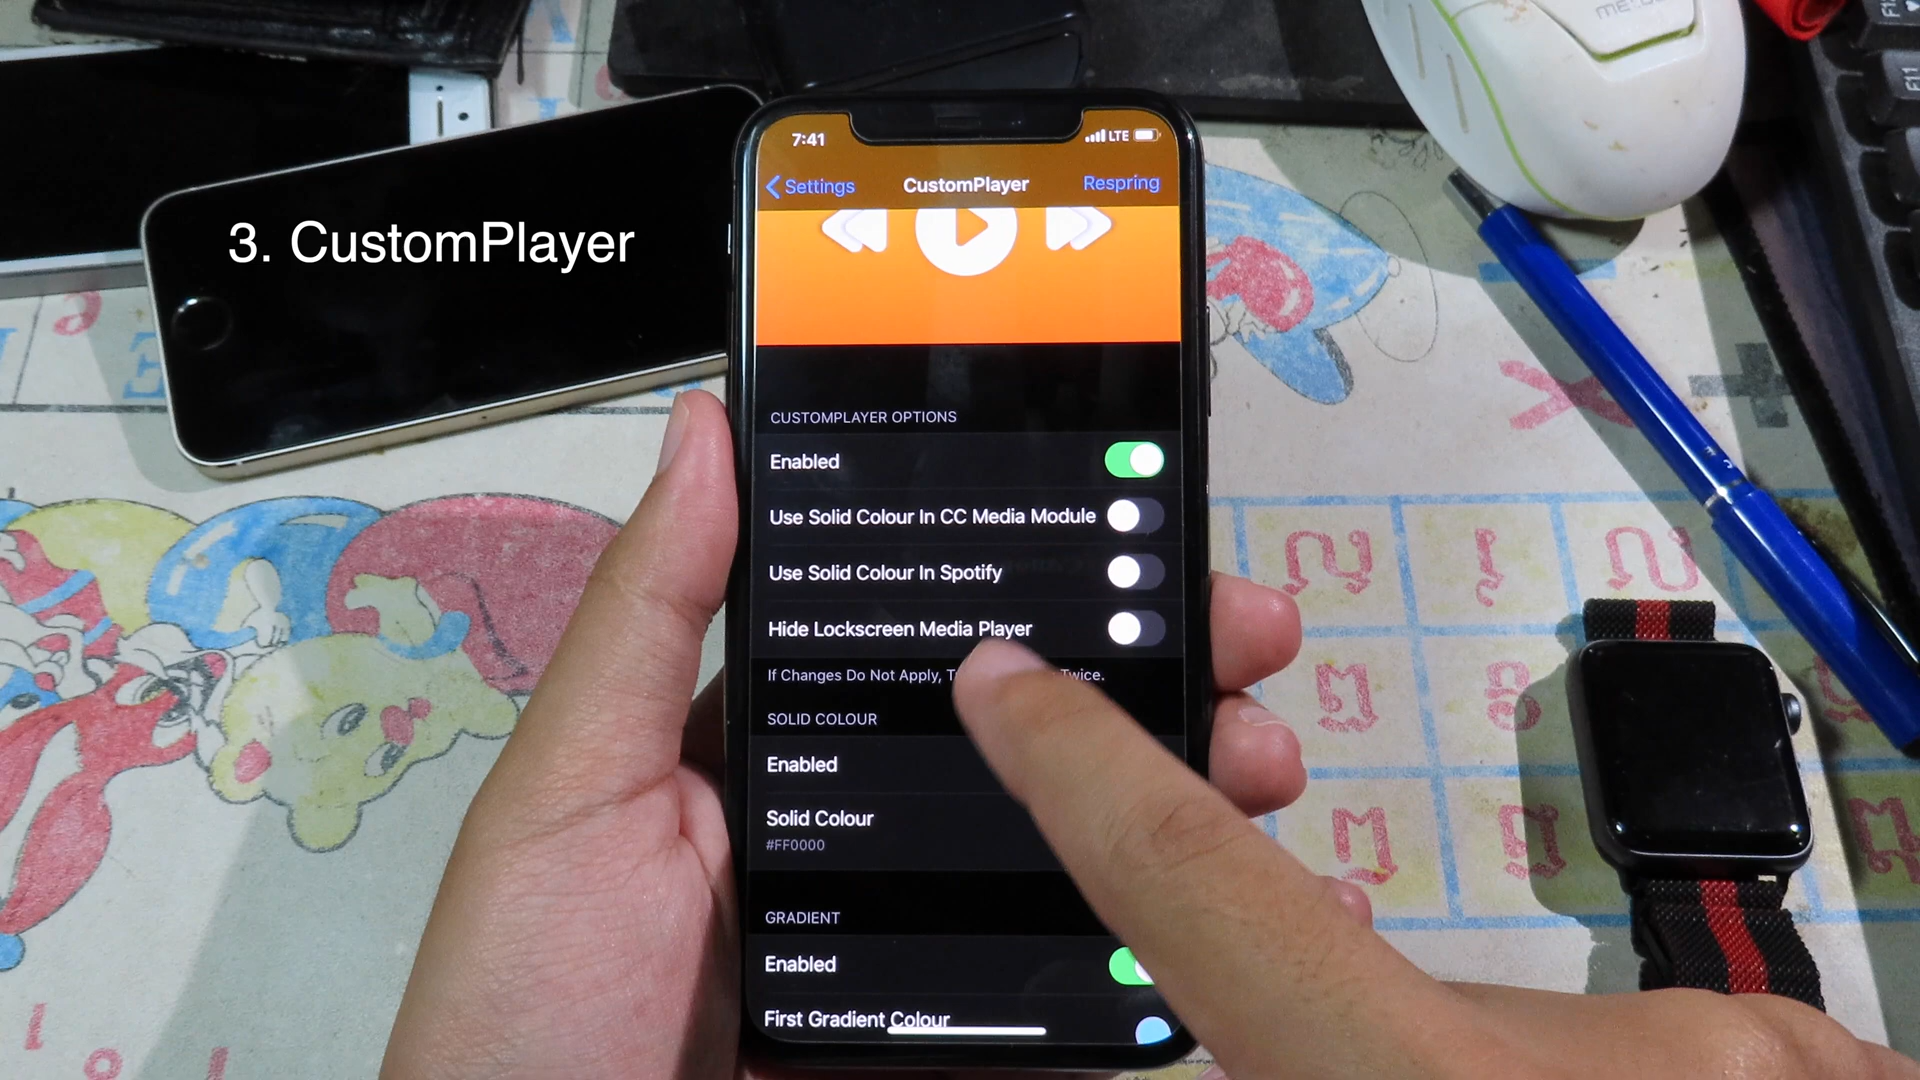 3. CustomPlayer
7:41
LTE
Settings
CustomPlayer
Respring
CUSTOMPLAYER OPTIONS
Enabled
Use Solid Colour In CC Media Module
Use Solid Colour In Spotify
Hide Lockscreen Media Player
If Changes Do Not Apply, Twice.
SOLID COLOUR
Enabled
Solid Colour
#FF0000
GRADIENT
Enabled
First Gradient Colour
F11